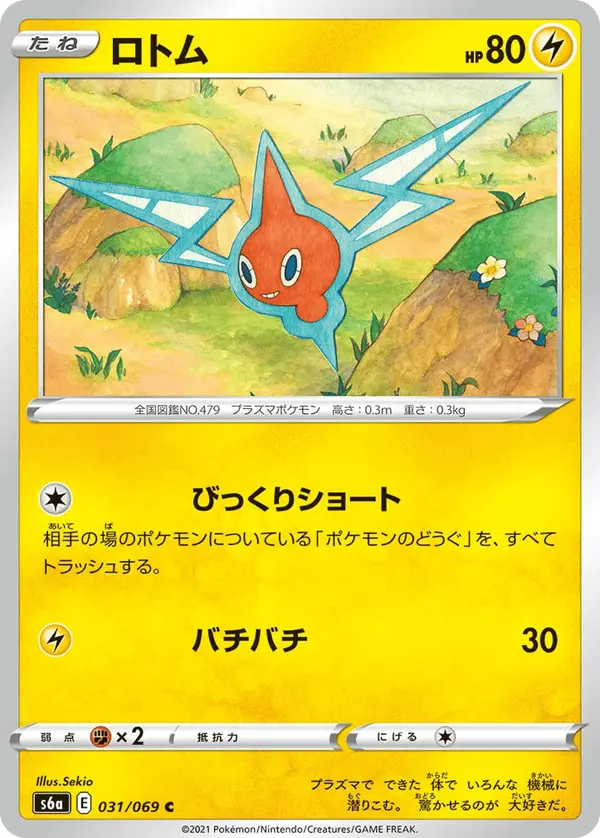 たね ロトム HP80
全国図鑑NO.479 プラズマポケモン 高さ:0.3m 重さ:0.3kg
びっくりショート
相手の場のポケモンについている「ポケモンのどうぐ」を、すべて
トラッシュする。
バチバチ 30
弱点 ×2 抵抗力 にげる
Illus.Sekio
s6a E 031/069 C
プラズマで できた 体で いろんな 機械に
潜りこむ。 驚かせるのが 大好きだ。
©2021 Pokémon/Nintendo/Creatures/GAME FREAK.